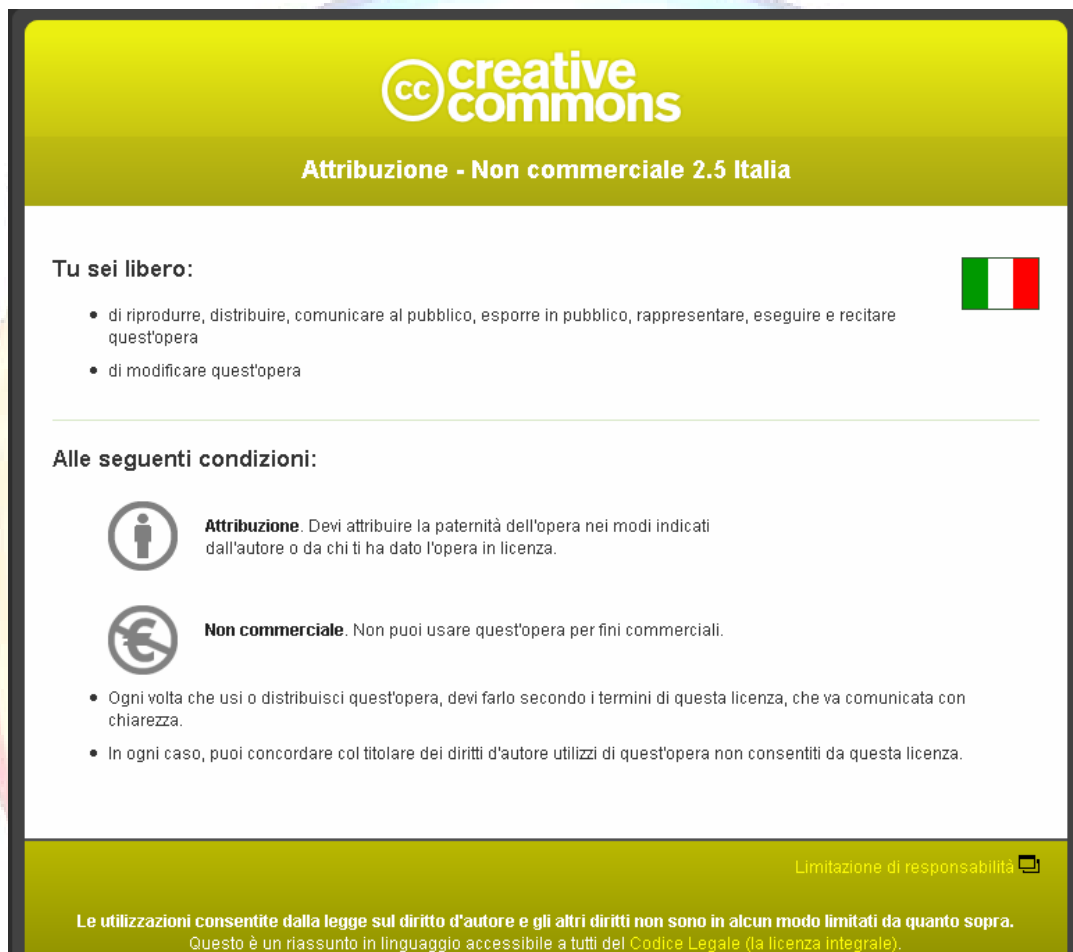 cc creative
commons
Attribuzione - Non commerciale 2.5 Italia
Tu sei libero:
● di riprodurre, distribuire, comunicare al pubblico, esporre in pubblico, rappresentare, eseguire e recitare
quest'opera
● di modificare quest'opera
Alle seguenti condizioni:
Attribuzione. Devi attribuire la paternità dell'opera nei modi indicati
dall'autore o da chi ti ha dato l'opera in licenza.
€
Non commerciale. Non puoi usare quest'opera per fini commerciali.
● Ogni volta che usi o distribuisci quest'opera, devi farlo secondo i termini di questa licenza, che va comunicata con
chiarezza.
● In ogni caso, puoi concordare col titolare dei diritti d'autore utilizzi di quest'opera non consentiti da questa licenza.
Limitazione di responsabilità
Le utilizzazioni consentite dalla legge sul diritto d'autore e gli altri diritti non sono in alcun modo limitati da quanto sopra.
Questo è un riassunto in linguaggio accessibile a tutti del Codice Legale (la licenza integrale).